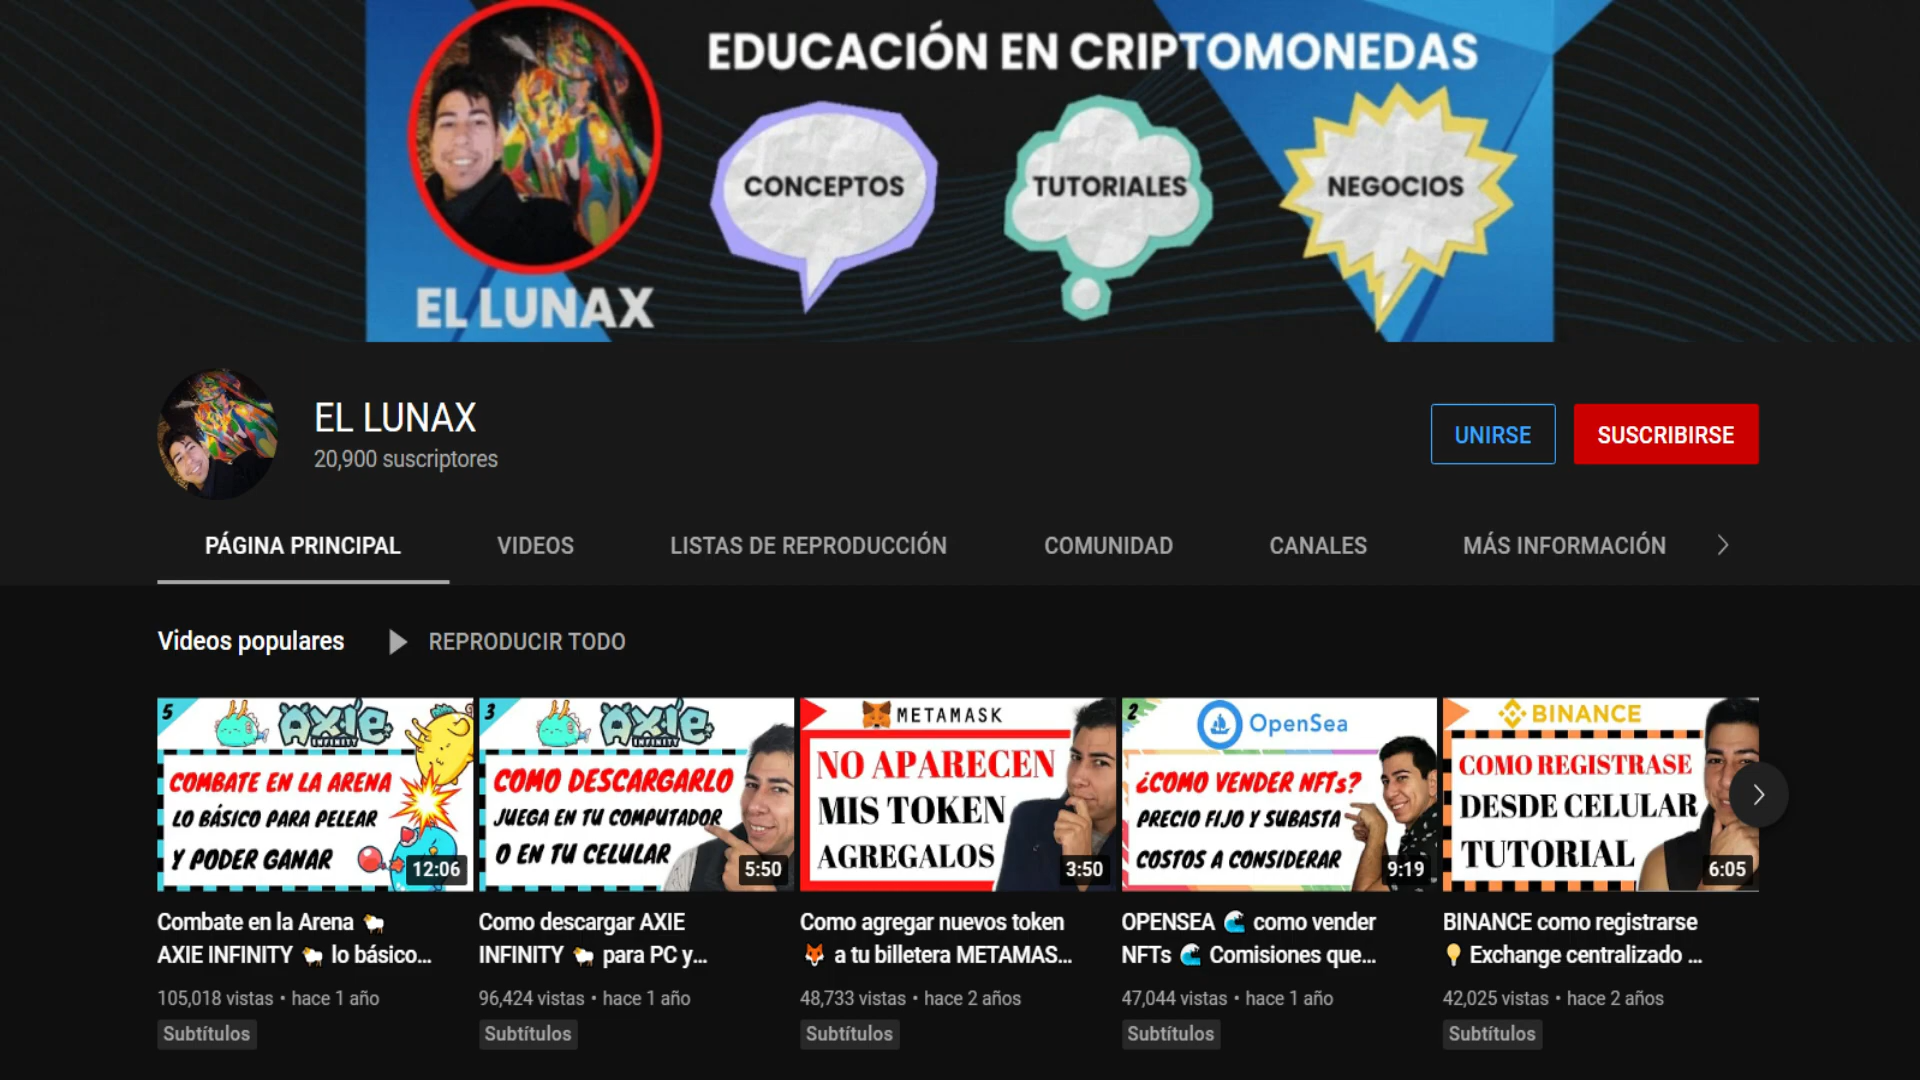 EDUCACIÓN EN CRIPTOMONEDAS
CONCEPTOS
TUTORIALES
NEGOCIOS
EL LUNAX
EL LUNAX
20,900 suscriptores
UNIRSE
SUSCRIBIRSE
PÁGINA PRINCIPAL
VIDEOS
LISTAS DE REPRODUCCIÓN
COMUNIDAD
CANALES
MÁS INFORMACIÓN
Videos populares
REPRODUCIR TODO
5
AXIE
INFINITY
COMBATE EN LA ARENA
LO BÁSICO PARA PELEAR
Y PODER GANAR
12:06
3
AXIE
INFINITY
COMO DESCARGARLO
JUEGA EN TU COMPUTADOR
O EN TU CELULAR
5:50
METAMASK
NO APARECEN
MIS TOKEN
AGREGALOS
3:50
2
OpenSea
¿COMO VENDER NFTs?
PRECIO FIJO Y SUBASTA
COSTOS A CONSIDERAR
9:19
BINANCE
COMO REGISTRASE
DESDE CELULAR
TUTORIAL
6:05
Combate en la Arena 🐑
AXIE INFINITY 🐑 lo básico...
105,018 vistas • hace 1 año
Subtítulos
Como descargar AXIE
INFINITY 🐑 para PC y...
96,424 vistas • hace 1 año
Subtítulos
Como agregar nuevos token
🦊 a tu billetera METAMAS...
48,733 vistas • hace 2 años
Subtítulos
OPENSEA 🌊 como vender
NFTs 🌊 Comisiones que...
47,044 vistas • hace 1 año
Subtítulos
BINANCE como registrarse
💡 Exchange centralizado ...
42,025 vistas • hace 2 años
Subtítulos